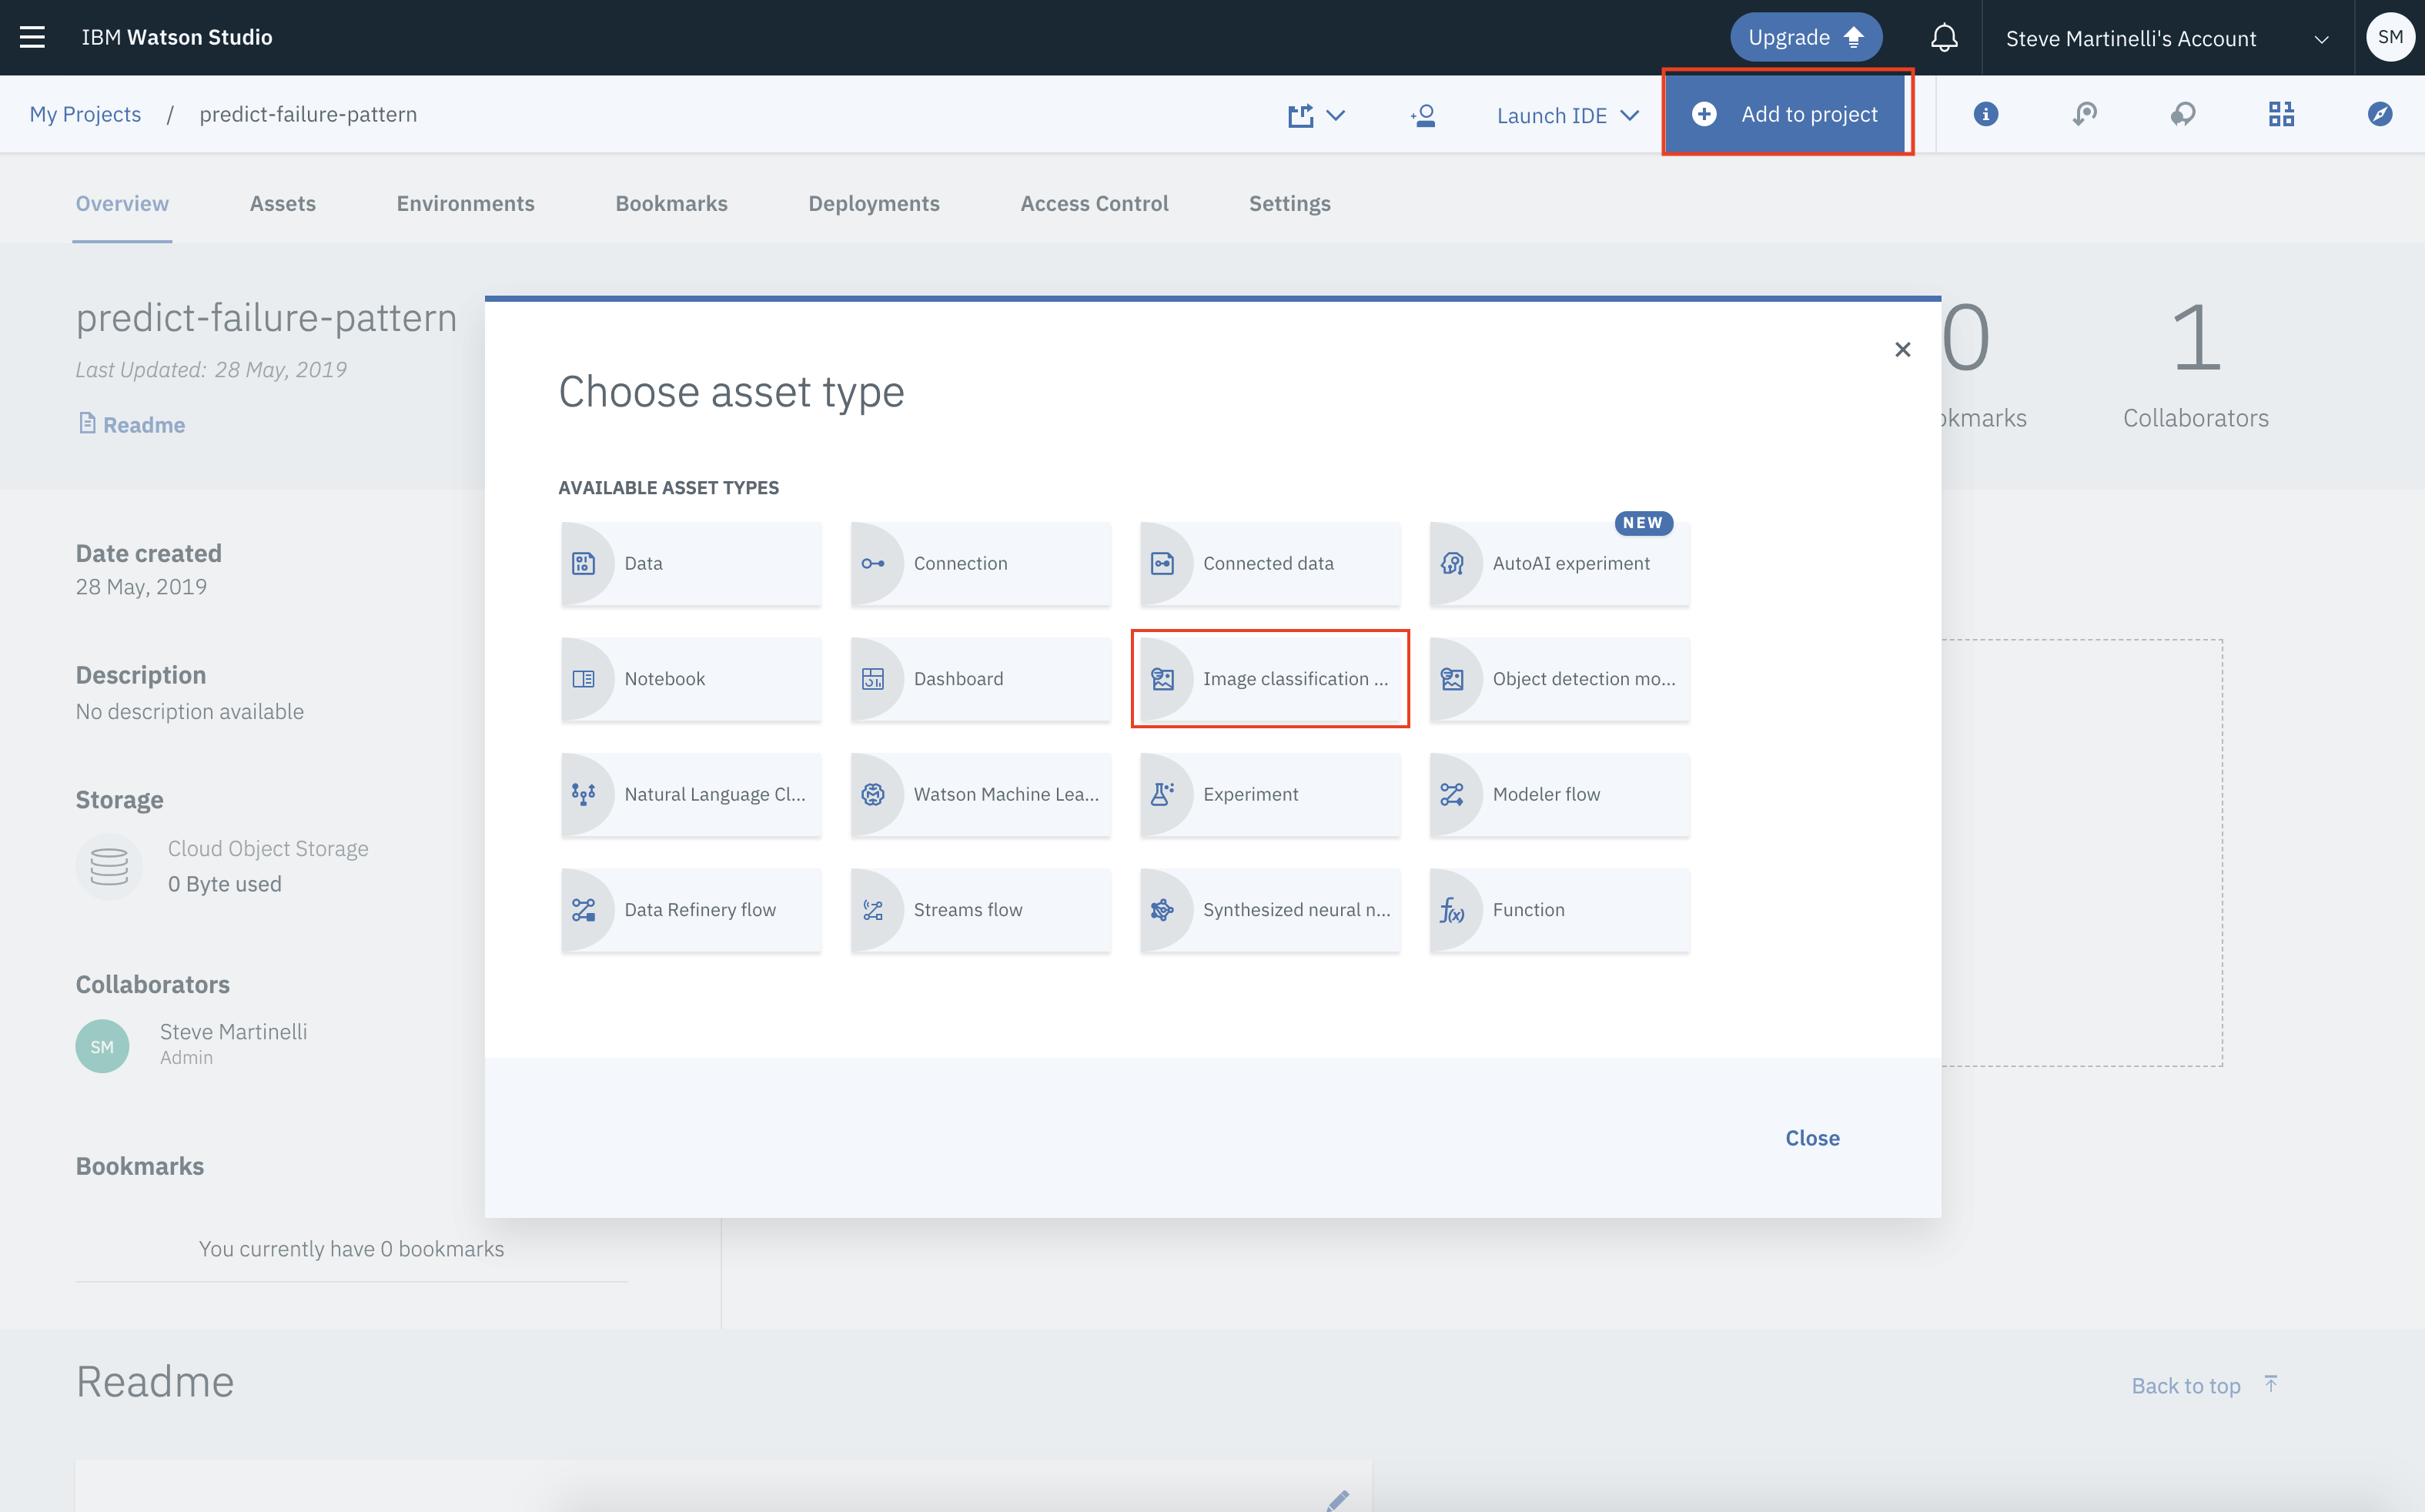 IBM Watson Studio
Upgrade
Steve Martinelli's Account
SM
My Projects / predict-failure-pattern
Launch IDE
Add to project
Overview
Assets
Environments
Bookmarks
Deployments
Access Control
Settings
predict-failure-pattern
Last Updated: 28 May, 2019
Readme
0
okmarks
1
Collaborators
Date created
28 May, 2019
Description
No description available
Storage
Cloud Object Storage
0 Byte used
Collaborators
SM
Steve Martinelli
Admin
Bookmarks
You currently have 0 bookmarks
Choose asset type
AVAILABLE ASSET TYPES
Data
Connection
Connected data
NEW
AutoAI experiment
Notebook
Dashboard
Image classification ...
Object detection mo...
Natural Language Cl...
Watson Machine Lea...
Experiment
Modeler flow
Data Refinery flow
Streams flow
Synthesized neural n...
Function
Close
Readme
Back to top